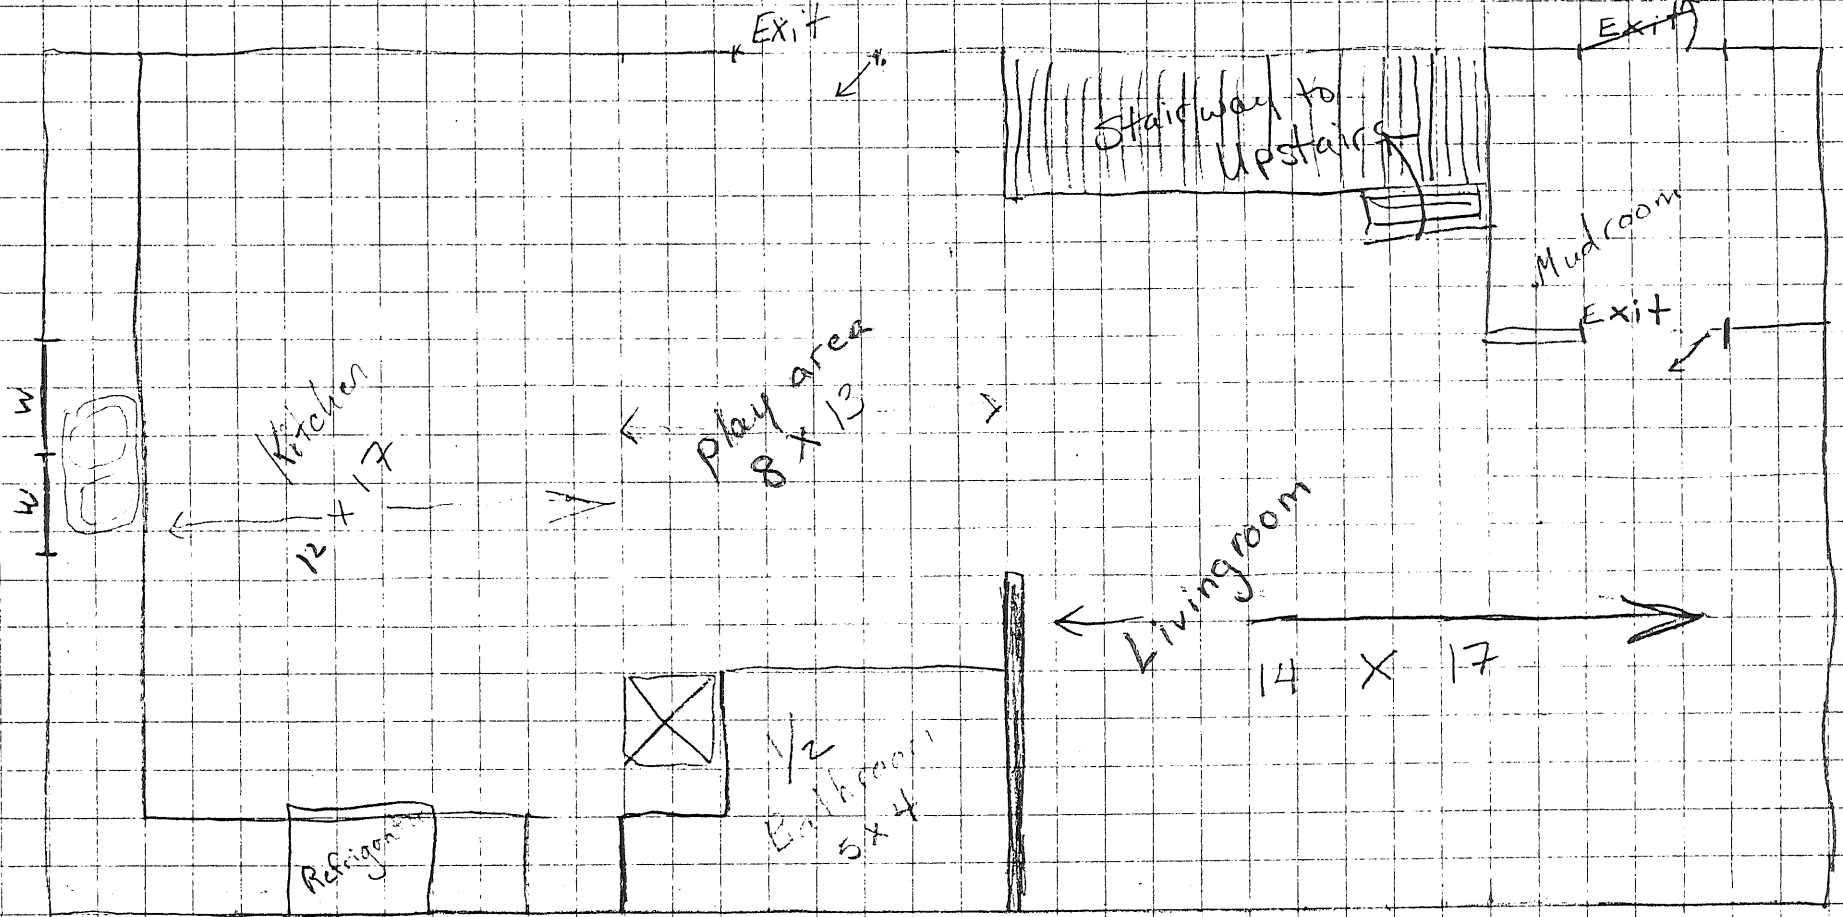 Exit
Exit
Stairway to
Upstairs
Mudroom
Exit
W
W
Kitchen
12 x 17
play area
8 x 13
Livingroom
14 x 17
1/2
Bathroom
5 x 4